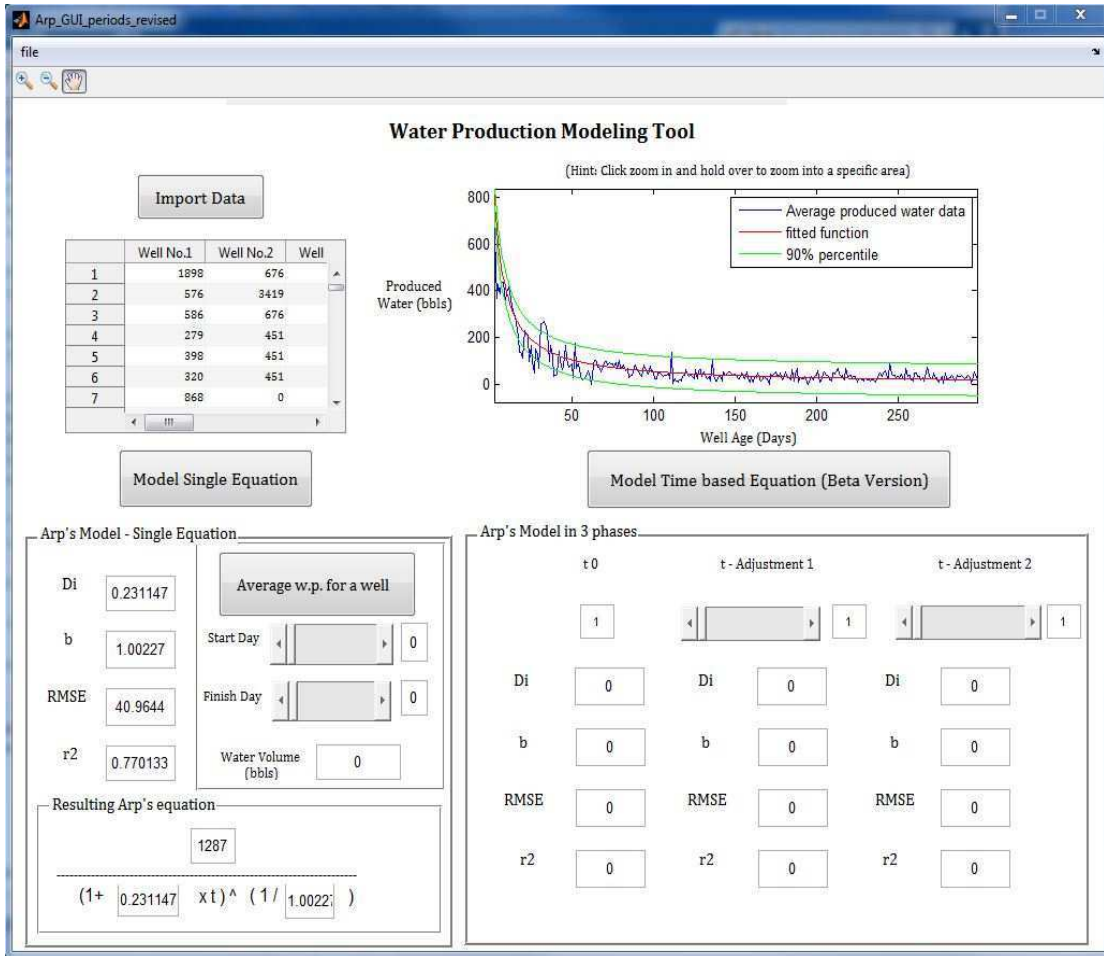 Arp_GUI_periods_revised
file
Water Production Modeling Tool
(Hint: Click zoom in and hold over to zoom into a specific area)
Import Data
Well No.1 Well No.2 Well
1 1898 676
2 576 3419
3 586 676
4 279 451
5 398 451
6 320 451
7 868 0
Produced
Water (bbls)
800
600
400
200
0
50 100 150 200 250
Well Age (Days)
Average produced water data
fitted function
90% percentile
Model Single Equation
Model Time based Equation (Beta Version)
Arp's Model - Single Equation
Di 0.231147
b 1.00227
RMSE 40.9644
r2 0.770133
Average w.p. for a well
Start Day 0
Finish Day 0
Water Volume
(bbls) 0
Resulting Arp's equation
1287
(1+ 0.231147 x t) ^ (1 / 1.00227 )
Arp's Model in 3 phases
t 0 t - Adjustment 1 t - Adjustment 2
1 1 1
Di 0 Di 0 Di 0
b 0 b 0 b 0
RMSE 0 RMSE 0 RMSE 0
r2 0 r2 0 r2 0